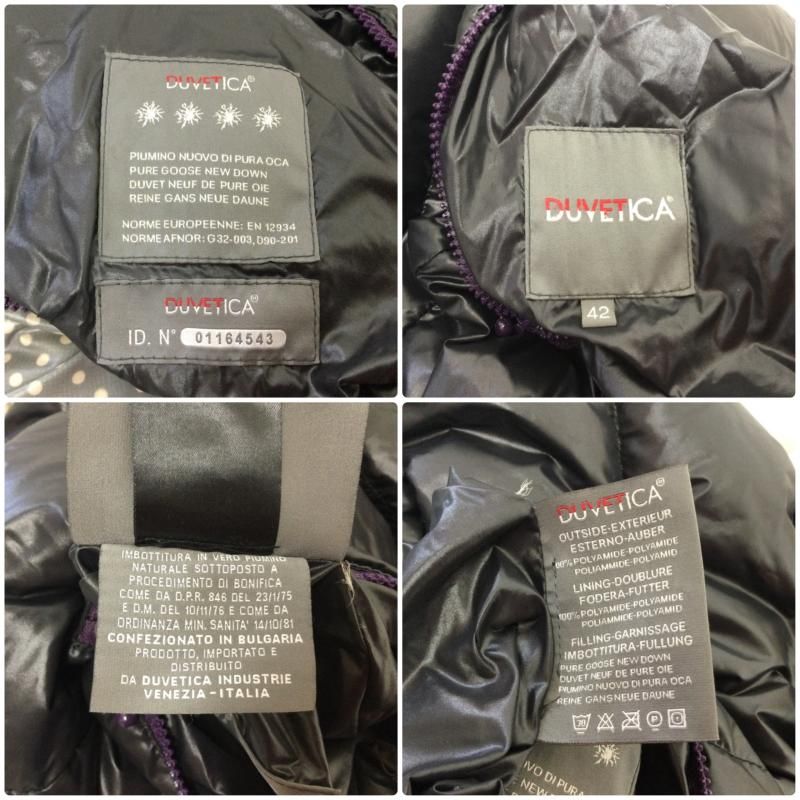 DUVETICA®
PIUMINO NUOVO DI PURA OCA
PURE GOOSE NEW DOWN
DUVET NEUF DE PURE OIE
REINE GANS NEUE DAUNE
NORME EUROPEENNE: EN 12934
NORME AFNOR: G32-003, D90-201
DUVETICA®
ID. N° 01164543
DUVETICA®
42
IMBOTTITURA IN VERO PIUMINO
NATURALE SOTTOPOSTO A
PROCEDIMENTO DI BONIFICA
COME DA D.P.R. 846 DEL 23/1/75
E D.M. DEL 10/11/76 E COME DA
ORDINANZA MIN. SANITA' 14/10/81
CONFEZIONATO IN BULGARIA
PRODOTTO, IMPORTATO E
DISTRIBUITO
DA DUVETICA INDUSTRIE
VENEZIA - ITALIA
DUVETICA®
OUTSIDE-EXTERIEUR
ESTERNO-AUBER
100% POLYAMIDE-POLYAMIDE
POLIAMMIDE-POLYAMID
LINING-DOUBLURE
FODERA-FUTTER
100% POLYAMIDE-POLYAMIDE
POLIAMMIDE-POLYAMID
FILLING-GARNISSAGE
IMBOTTITURA-FULLUNG
PURE GOOSE NEW DOWN
DUVET NEUF DE PURE OIE
PIUMINO NUOVO DI PURA OCA
REINE GANS NEUE DAUNE
P
OVO DI PURA
OOSE NEW